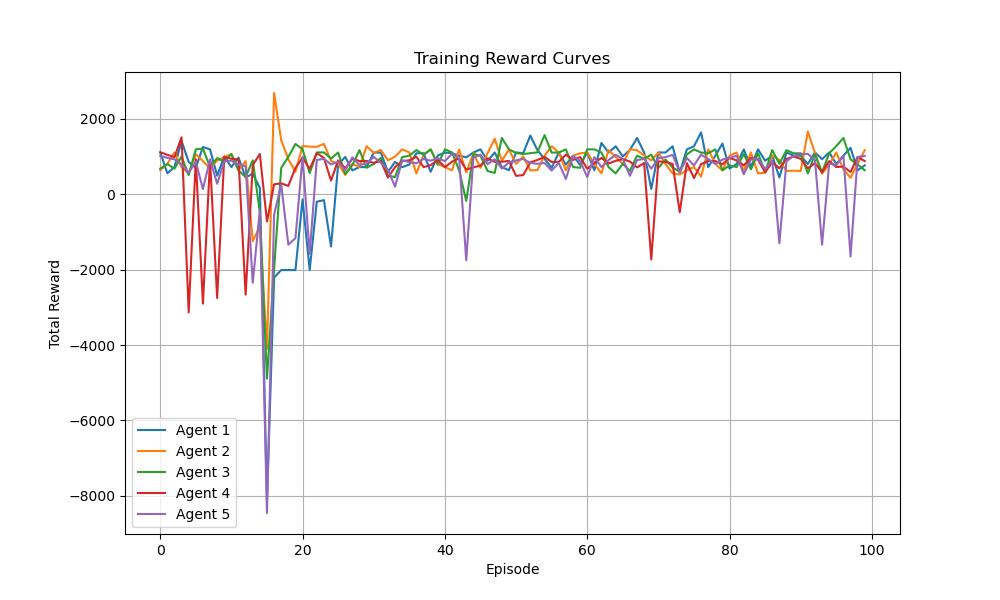 Training Reward Curves
Total Reward
2000
0
−2000
−4000
−6000
−8000
Agent 1
Agent 2
Agent 3
Agent 4
Agent 5
0 20 40 60 80 100
Episode